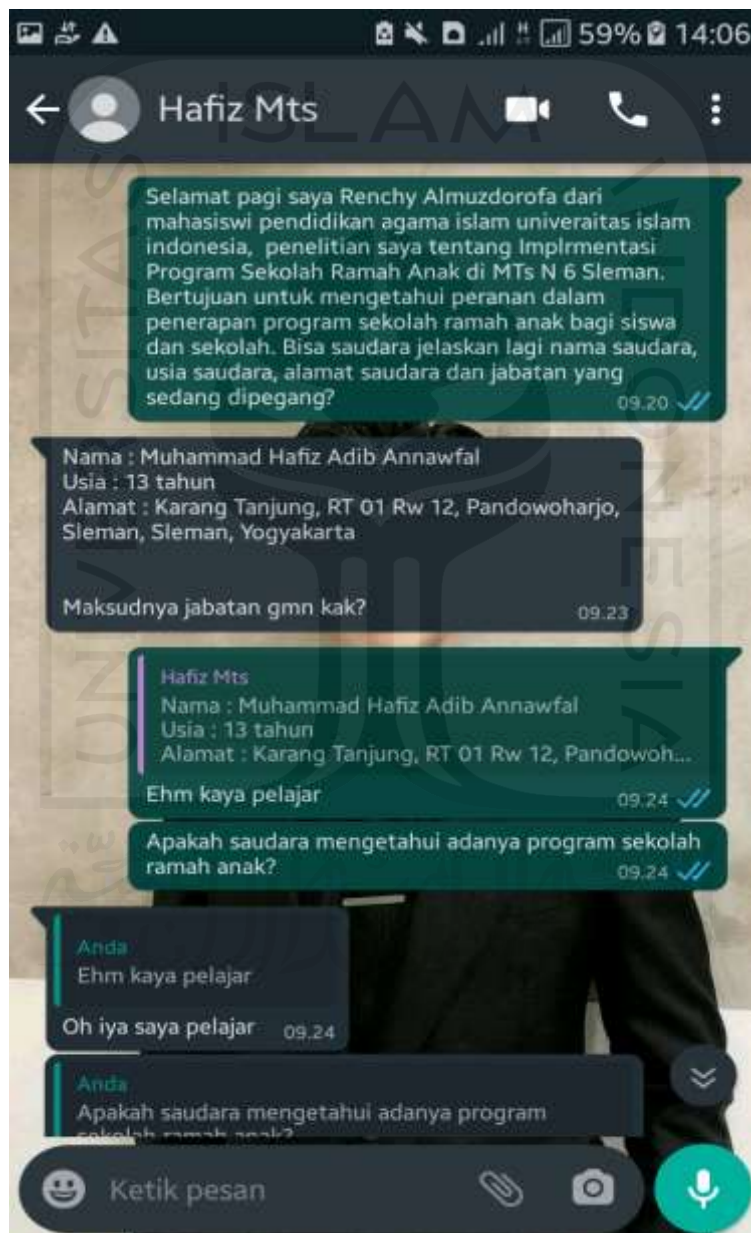 59% 14:06
Hafiz Mts
ISLAM
UNIVERSITAS
INDONESIA
Selamat pagi saya Renchy Almuzdorofa dari
mahasiswi pendidikan agama islam univeraitas islam
indonesia, penelitian saya tentang Implrmentasi
Program Sekolah Ramah Anak di MTs N 6 Sleman.
Bertujuan untuk mengetahui peranan dalam
penerapan program sekolah ramah anak bagi siswa
dan sekolah. Bisa saudara jelaskan lagi nama saudara,
usia saudara, alamat saudara dan jabatan yang
sedang dipegang?
09.20
Nama : Muhammad Hafiz Adib Annawfal
Usia : 13 tahun
Alamat : Karang Tanjung, RT 01 Rw 12, Pandowoharjo,
Sleman, Sleman, Yogyakarta
Maksudnya jabatan gmn kak?
09.23
Hafiz Mts
Nama : Muhammad Hafiz Adib Annawfal
Usia : 13 tahun
Alamat : Karang Tanjung, RT 01 Rw 12, Pandowoh...
Ehm kaya pelajar
09.24
Apakah saudara mengetahui adanya program sekolah
ramah anak?
09.24
Anda
Ehm kaya pelajar
Oh iya saya pelajar 09.24
Anda
Apakah saudara mengetahui adanya program
sekolah ramah anak?
Ketik pesan